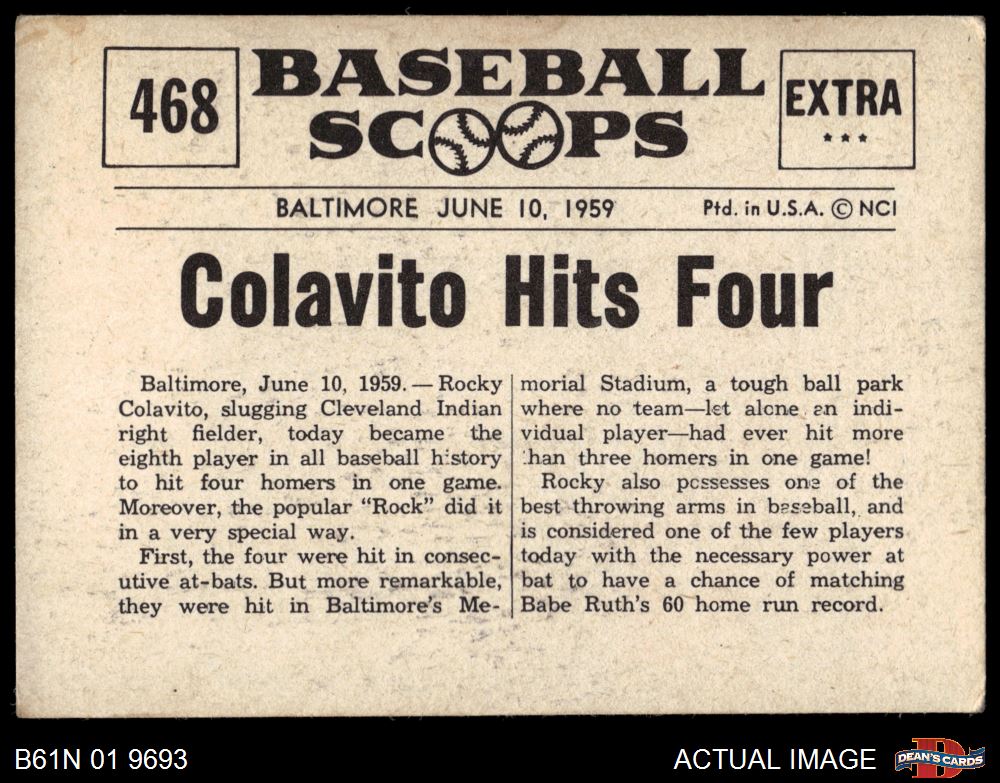 468
BASEBALL
SCOOPS
EXTRA
BALTIMORE JUNE 10, 1959
Ptd. in U.S.A. © NCI
Colavito Hits Four
Baltimore, June 10, 1959. — Rocky
Colavito, slugging Cleveland Indian
right fielder, today became the
eighth player in all baseball history
to hit four homers in one game.
Moreover, the popular "Rock" did it
in a very special way.
First, the four were hit in consec-
utive at-bats. But more remarkable,
they were hit in Baltimore's Me-
morial Stadium, a tough ball park
where no team—let alone an indi-
vidual player—had ever hit more
than three homers in one game!
Rocky also possesses one of the
best throwing arms in baseball, and
is considered one of the few players
today with the necessary power at
bat to have a chance of matching
Babe Ruth's 60 home run record.
B61N 01 9693
ACTUAL IMAGE
DEAN'S CARDS